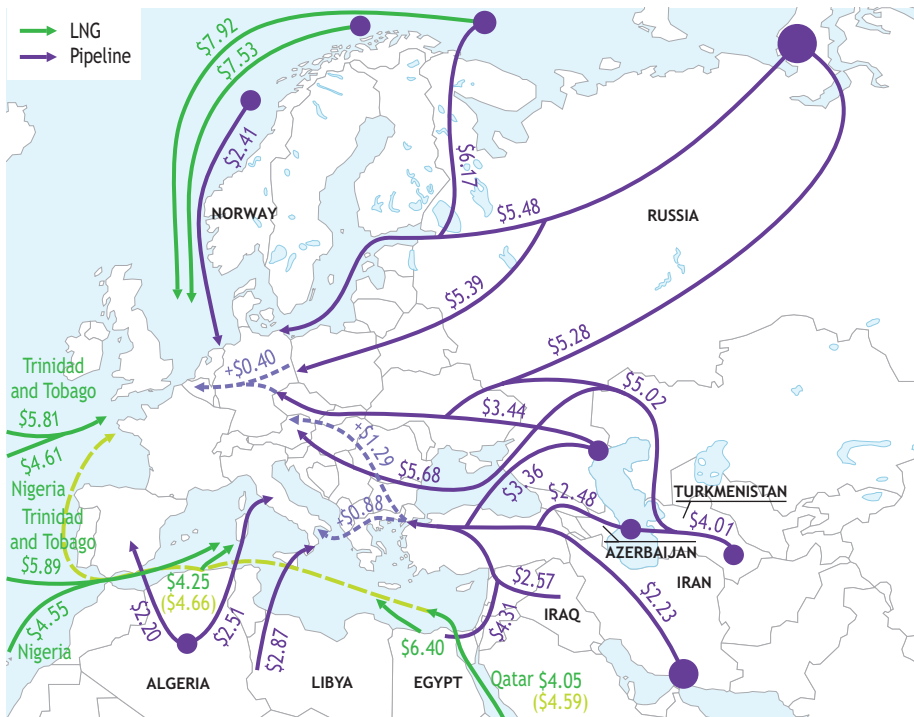 LNG
Pipeline
$7.92
$7.53
$2.41
$6.17
NORWAY
$5.48
RUSSIA
$5.39
$5.28
+$0.40
Trinidad
and Tobago
$5.81
$4.61
Nigeria
$5.02
$3.44
+$1.29
$5.68
$3.36
+$0.88
$2.48
TURKMENISTAN
$4.01
AZERBAIJAN
IRAN
Trinidad
and Tobago
$5.89
$4.55
Nigeria
$4.25
($4.66)
$2.20
$2.51
$2.87
$2.57
IRAQ
$4.31
$2.23
$6.40
ALGERIA
LIBYA
EGYPT
Qatar $4.05
($4.59)